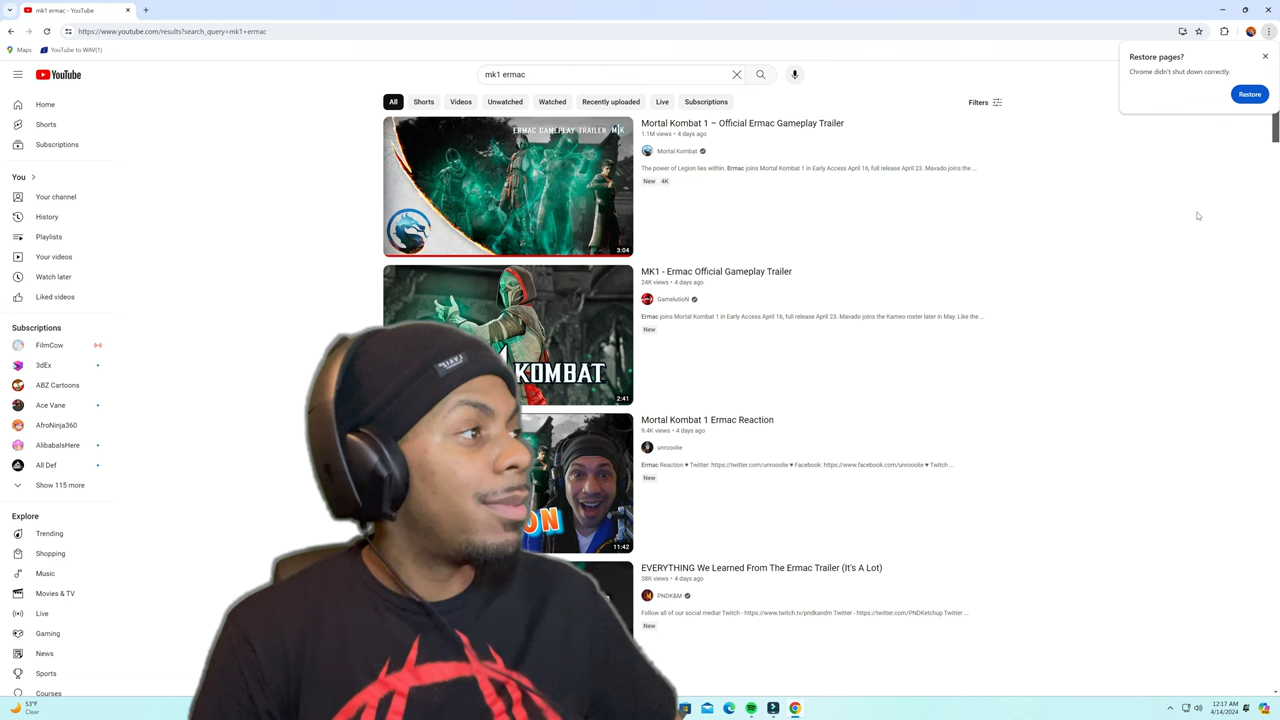 mk1 ermac - YouTube
https://www.youtube.com/results?search_query=mk1+ermac
Maps
YouTube to WAV(1)
Restore pages?
Chrome didn't shut down correctly.
Restore
YouTube
mk1 ermac
Home
Shorts
Subscriptions
You
Your channel
History
Playlists
Your videos
Watch later
Liked videos
Subscriptions
FilmCow
3dEx
ABZ Cartoons
Ace Vane
AfroNinja360
AlibabaIsHere
All Def
Show 115 more
Explore
Trending
Shopping
Music
Movies & TV
Live
Gaming
News
Sports
Courses
All
Shorts
Videos
Unwatched
Watched
Recently uploaded
Live
Subscriptions
Filters
ERMAC GAMEPLAY TRAILER
3:04
Mortal Kombat 1 – Official Ermac Gameplay Trailer
1.1M views • 4 days ago
Mortal Kombat
The power of Legion lies within. Ermac joins Mortal Kombat 1 in Early Access April 16, full release April 23. Mavado joins the ...
New 4K
KOMBAT
2:41
MK1 - Ermac Official Gameplay Trailer
24K views • 4 days ago
GamelutioN
Ermac joins Mortal Kombat 1 in Early Access April 16, full release April 23. Mavado joins the Kameo roster later in May. Like the ...
New
ON
11:42
Mortal Kombat 1 Ermac Reaction
9.4K views • 4 days ago
unrooolie
Ermac Reaction ♥ Twitter: https://twitter.com/unrooolie ♥ Facebook: https://www.facebook.com/unrooolie ♥ Twitch ...
New
EVERYTHING We Learned From The Ermac Trailer (It's A Lot)
38K views • 4 days ago
PNDK&M
Follow all of our social media! Twitch - https://www.twitch.tv/pndkandm Twitter - https://twitter.com/PNDKetchup Twitter ...
New
53°F
Clear
12:17 AM
4/14/2024